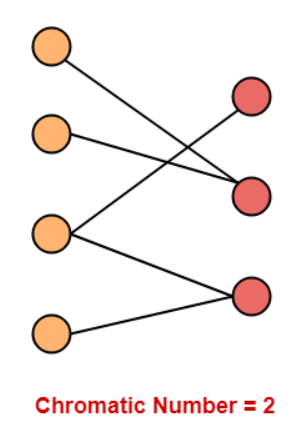 Chromatic Number = 2